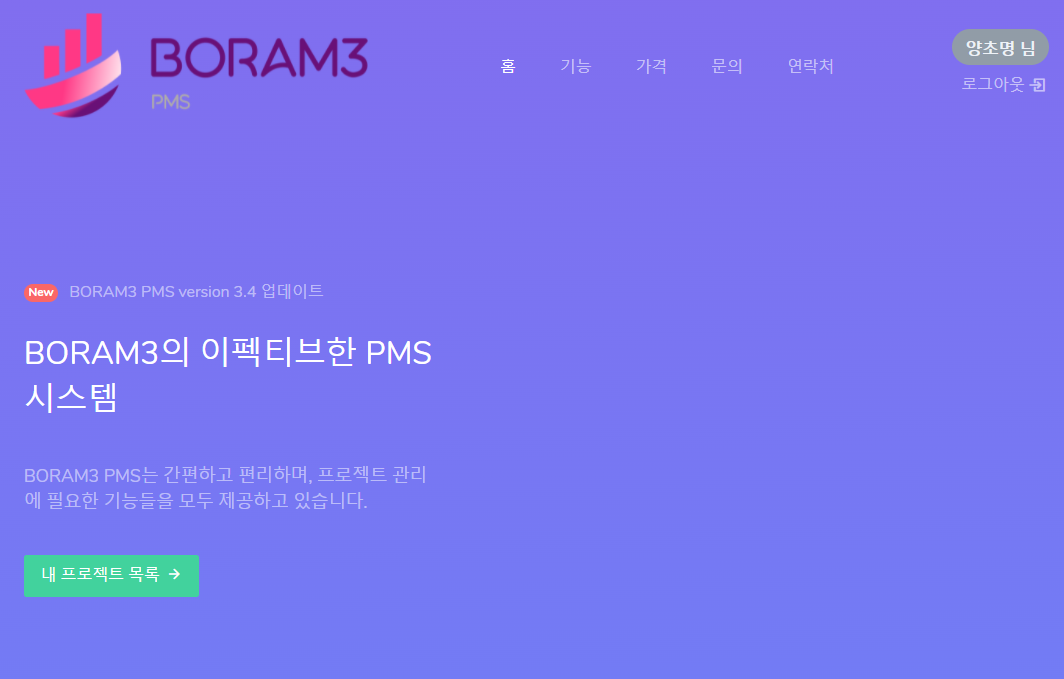 BORAM3
PMS
홈
기능
가격
문의
연락처
양초명 님
로그아웃
New BORAM3 PMS version 3.4 업데이트
BORAM3의 이펙티브한 PMS
시스템
BORAM3 PMS는 간편하고 편리하며, 프로젝트 관리
에 필요한 기능들을 모두 제공하고 있습니다.
내 프로젝트 목록 →